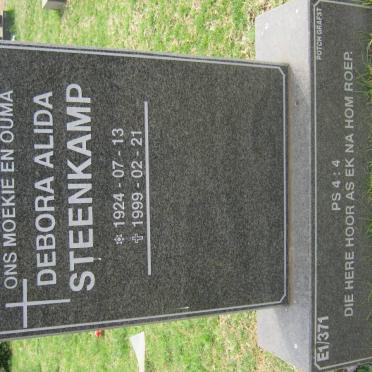 ONS MOEKIE EN OUMA
DEBORA ALIDA
STEENKAMP
* 1924 - 07 - 13
✞ 1999 - 02 - 21
PS 4 : 4
DIE HERE HOOR AS EK NA HOM ROEP.
E1/371
POTCH GRAFST